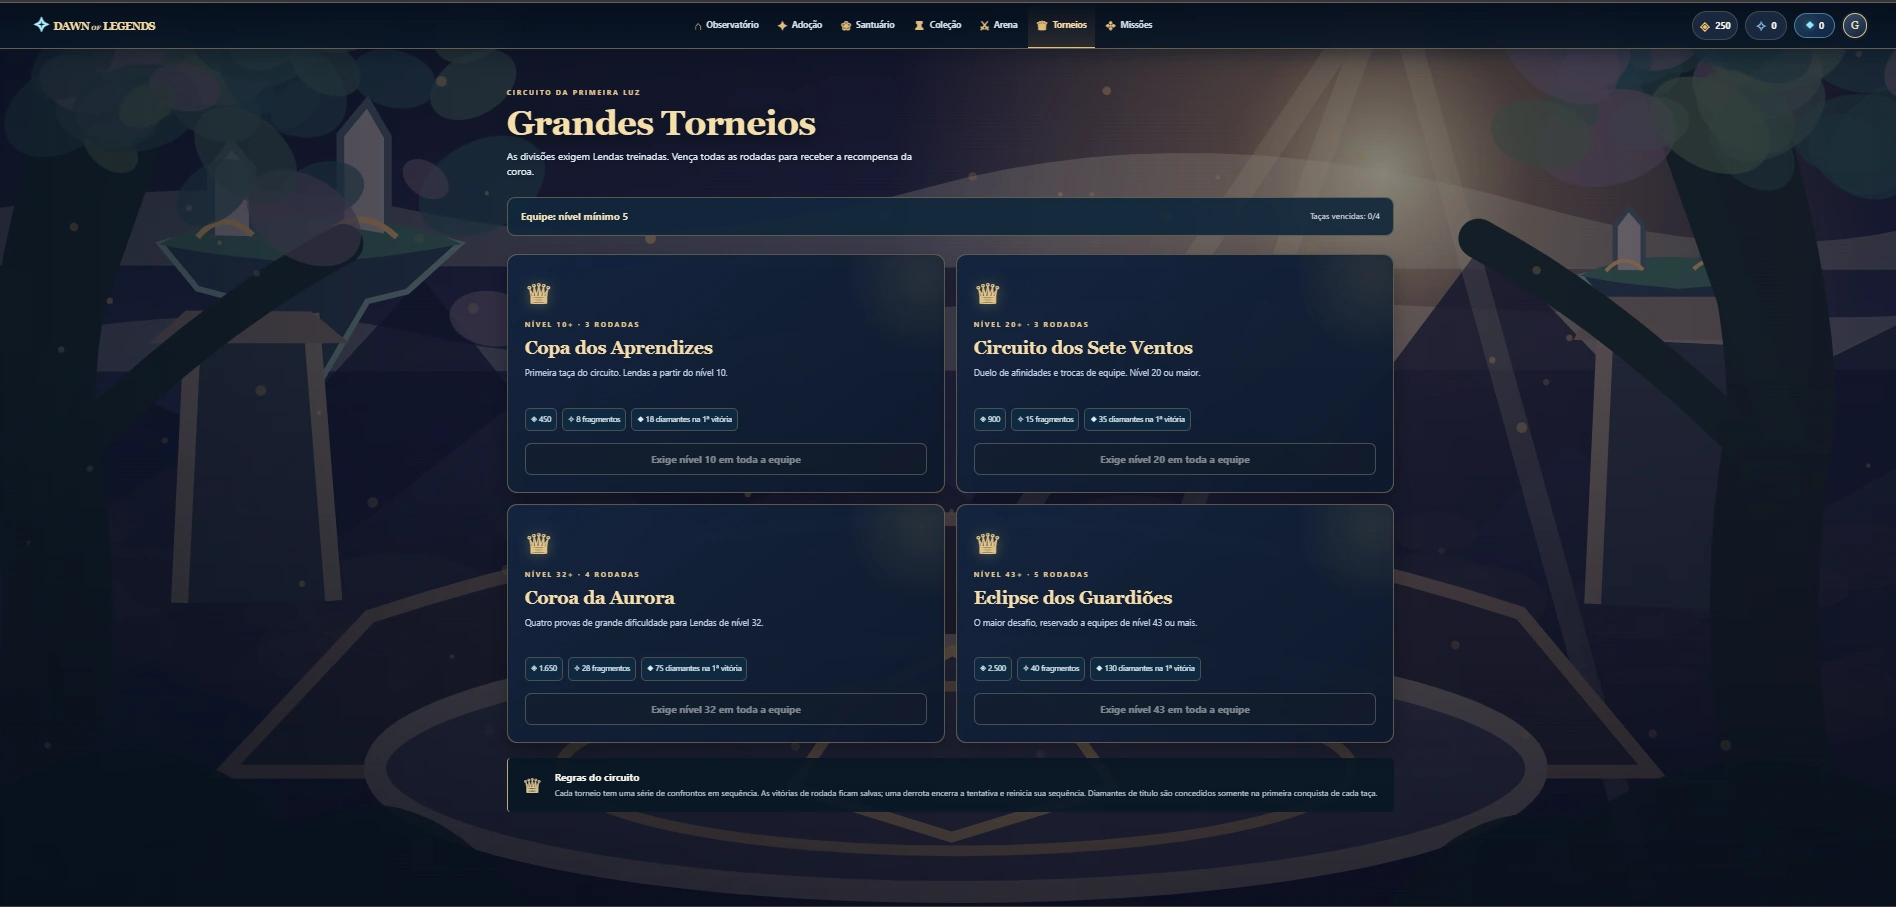 DAWN OF LEGENDS
Observatório
Adoção
Santuário
Coleção
Arena
Torneios
Missões
250
0
0
G
CIRCUITO DA PRIMEIRA LUZ
Grandes Torneios
As divisões exigem Lendas treinadas. Vença todas as rodadas para receber a recompensa da
coroa.
Equipe: nível mínimo 5
Taças vencidas: 0/4
NÍVEL 10+ · 3 RODADAS
Copa dos Aprendizes
Primeira taça do circuito. Lendas a partir do nível 10.
450
8 fragmentos
18 diamantes na 1ª vitória
Exige nível 10 em toda a equipe
NÍVEL 20+ · 3 RODADAS
Circuito dos Sete Ventos
Duelo de afinidades e trocas de equipe. Nível 20 ou maior.
900
15 fragmentos
35 diamantes na 1ª vitória
Exige nível 20 em toda a equipe
NÍVEL 32+ · 4 RODADAS
Coroa da Aurora
Quatro provas de grande dificuldade para Lendas de nível 32.
1.650
28 fragmentos
75 diamantes na 1ª vitória
Exige nível 32 em toda a equipe
NÍVEL 43+ · 5 RODADAS
Eclipse dos Guardiões
O maior desafio, reservado a equipes de nível 43 ou mais.
2.500
40 fragmentos
130 diamantes na 1ª vitória
Exige nível 43 em toda a equipe
Regras do circuito
Cada torneio tem uma série de confrontos em sequência. As vitórias de rodada ficam salvas; uma derrota encerra a tentativa e reinicia sua sequência. Diamantes de título são concedidos somente na primeira conquista de cada taça.